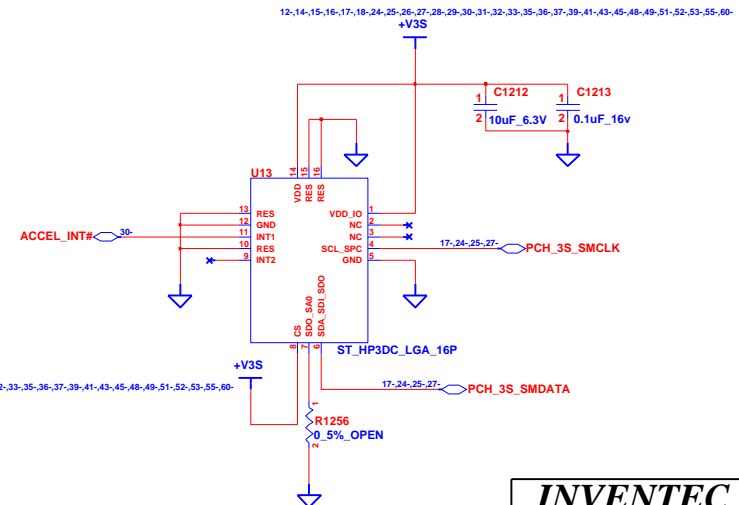 12-,14-,15-,16-,17-,18-,24-,25-,26-,27-,28-,29-,30-,31-,32-,33-,35-,36-,37-,39-,41-,43-,45-,48-,49-,51-,52-,53-,55-,60-
+V3S
C1212
1
2
10uF_6.3V
C1213
1
2
0.1uF_16v
U13
14
15
16
VDD
RES
RES
13
RES
12
GND
ACCEL_INT#
30-
11
INT1
10
RES
9
INT2
VDD_IO
1
NC
2
NC
3
SCL_SPC
4
17-,24-,25-,27-
PCH_3S_SMCLK
GND
5
CS
SDO_SA0
SDA_SDI_SDO
8
7
6
ST_HP3DC_LGA_16P
+V3S
2-,33-,35-,36-,37-,39-,41-,43-,45-,48-,49-,51-,52-,53-,55-,60-
17-,24-,25-,27-
PCH_3S_SMDATA
1
R1256
0_5%_OPEN
2
INVENTEC